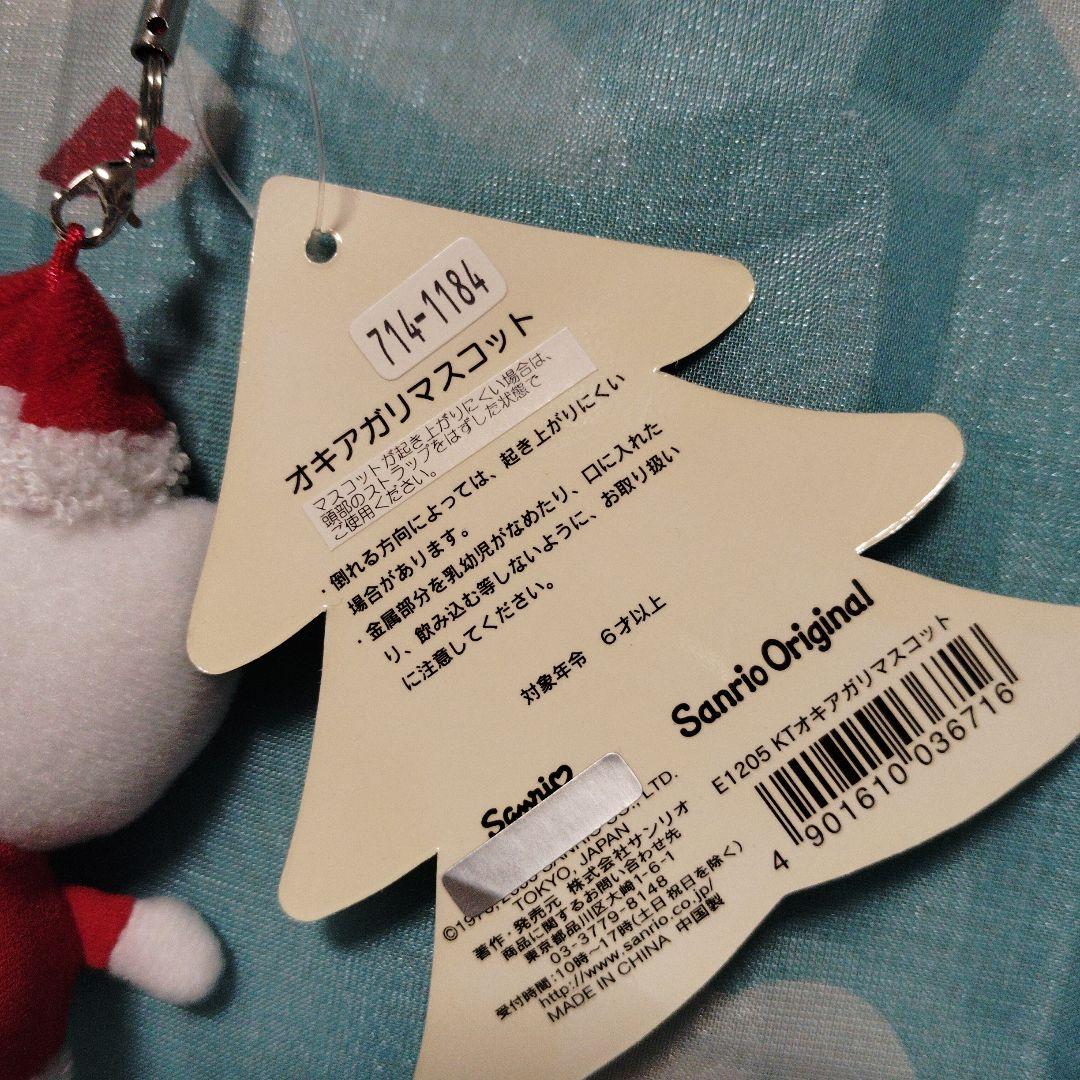 714-1184
オキアガリマスコット
マスコットが起き上がりにくい場合は、
頭部のストラップをはずした状態で
ご使用ください。
・倒れる方向によっては、起き上がりにくい
場合があります。
・金属部分を乳幼児がなめたり、口に入れた
り、飲み込む等しないように、お取り扱い
に注意してください。
対象年令 6才以上
Sanrio Original
E1205 KTオキアガリマスコット
4 901610 036716
Sanrio
LTD.
TOKYO, JAPAN
著作・発売元 株式会社サンリオ
商品に関するお問い合わせ先
東京都品川区大崎1-6-1
03-3779-8148
受付時間:10時〜17時(土日祝日を除く)
http://www.sanrio.co.jp/
MADE IN CHINA 中国製